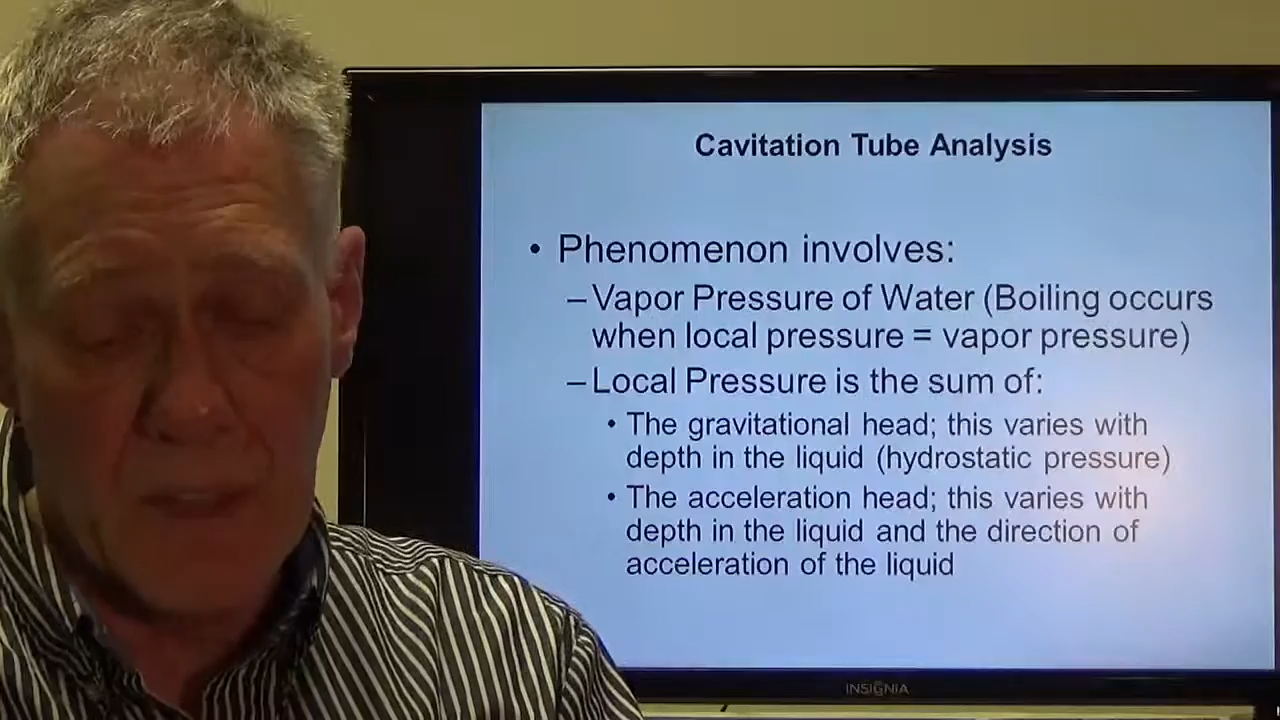 Cavitation Tube Analysis
• Phenomenon involves:
–Vapor Pressure of Water (Boiling occurs
when local pressure = vapor pressure)
–Local Pressure is the sum of:
• The gravitational head; this varies with
depth in the liquid (hydrostatic pressure)
• The acceleration head; this varies with
depth in the liquid and the direction of
acceleration of the liquid
INSIGNIA